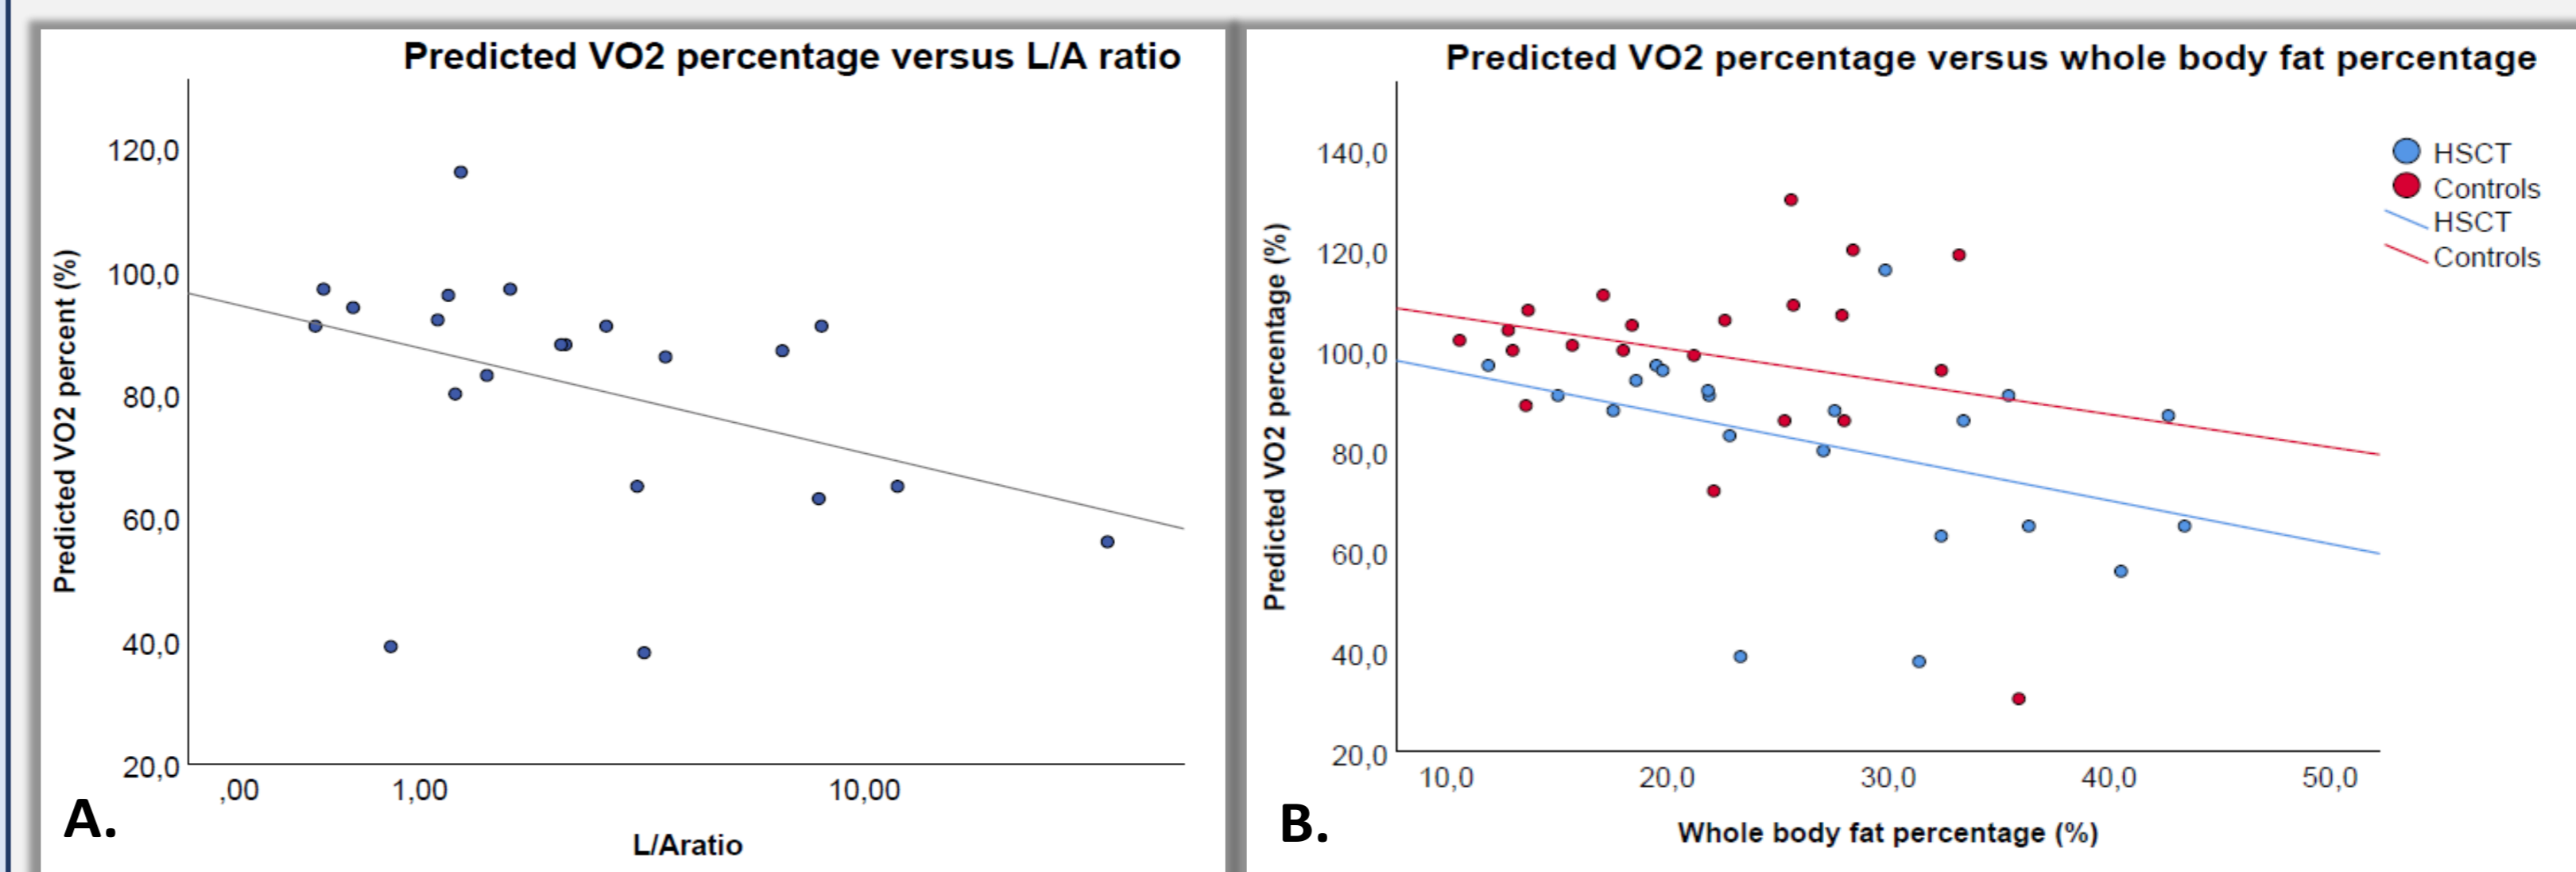 Predicted VO2 percentage versus L/A ratio
Predicted VO2 percent (%)
120,0
100,0
80,0
60,0
40,0
20,0
,00 1,00 10,00
L/Aratio
A.
Predicted VO2 percentage versus whole body fat percentage
Predicted VO2 percentage (%)
140,0
120,0
100,0
80,0
60,0
40,0
20,0
10,0 20,0 30,0 40,0 50,0
Whole body fat percentage (%)
B.
HSCT
Controls
HSCT
Controls